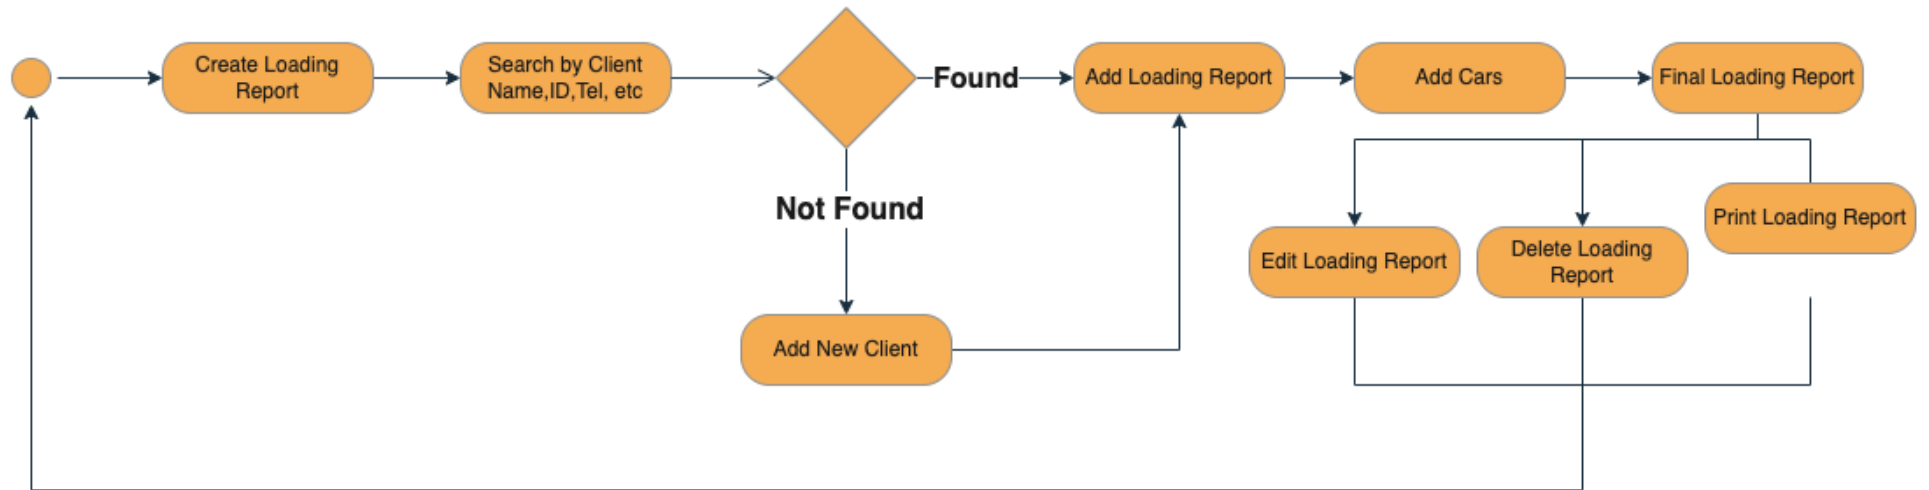 Create Loading
Report
Search by Client
Name,ID,Tel, etc
Found
Add Loading Report
Add Cars
Final Loading Report
Not Found
Print Loading Report
Edit Loading Report
Delete Loading
Report
Add New Client